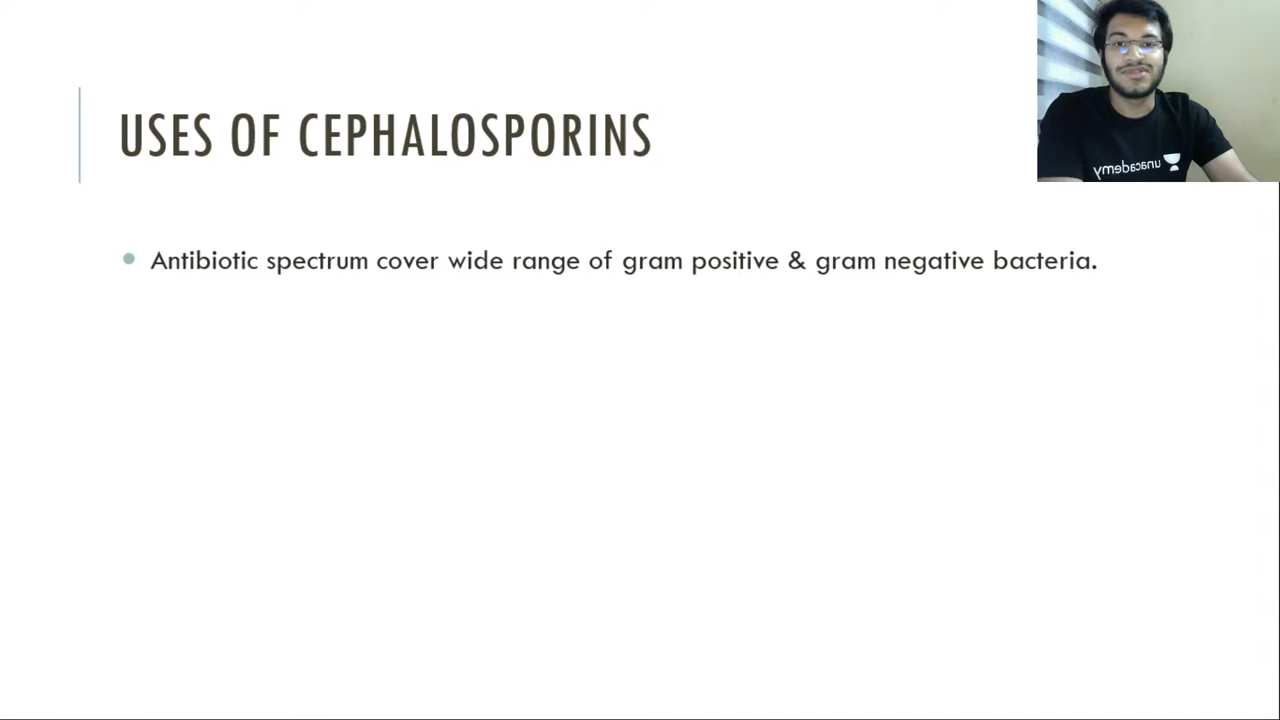 USES OF CEPHALOSPORINS
Antibiotic spectrum cover wide range of gram positive & gram negative bacteria.
unacademy